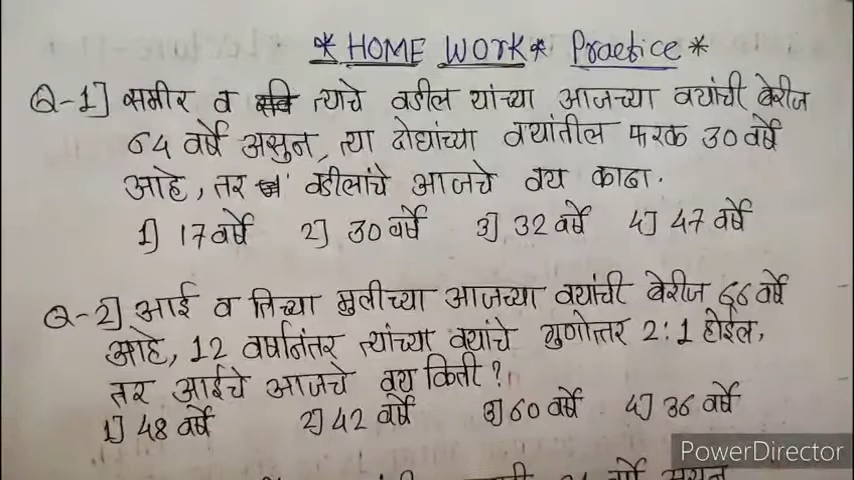 * HOME WORK* Practice *
Q-1] समीर व त्याचे वडील यांच्या आजच्या वयांची बेरीज
64 वर्षे असुन, त्या दोघांच्या वयांतील फरक 30 वर्षे
आहे, तर वडीलांचे आजचे वय काढा.
1] 17 वर्षे 2] 30 वर्षे 3] 32 वर्षे 4] 47 वर्षे
Q-2] आई व तिच्या मुलीच्या आजच्या वयांची बेरीज 66 वर्षे
आहे, 12 वर्षानंतर त्यांच्या वयांचे गुणोत्तर 2:1 होईल,
तर आईचे आजचे वय किती?
1] 48 वर्षे 2] 42 वर्षे 3] 60 वर्षे 4] 36 वर्षे
PowerDirector